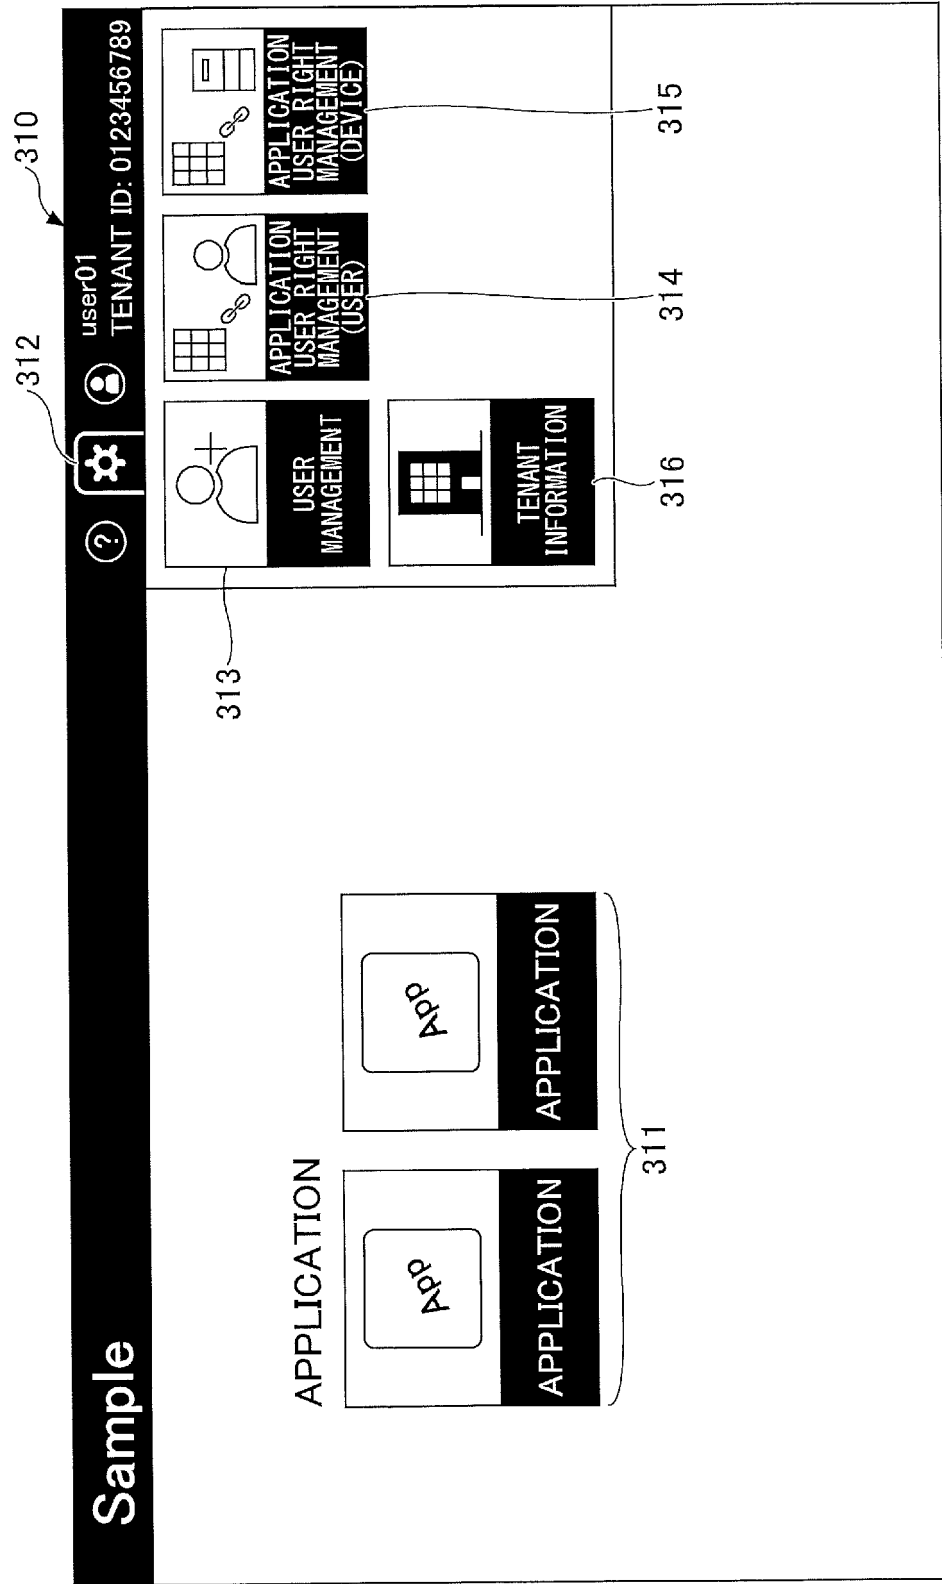 310
312
Sample
?
user01
TENANT ID: 0123456789
APPLICATION
App
APPLICATION
App
APPLICATION
311
313
USER
MANAGEMENT
APPLICATION
USER RIGHT
MANAGEMENT
(USER)
APPLICATION
USER RIGHT
MANAGEMENT
(DEVICE)
TENANT
INFORMATION
316
314
315